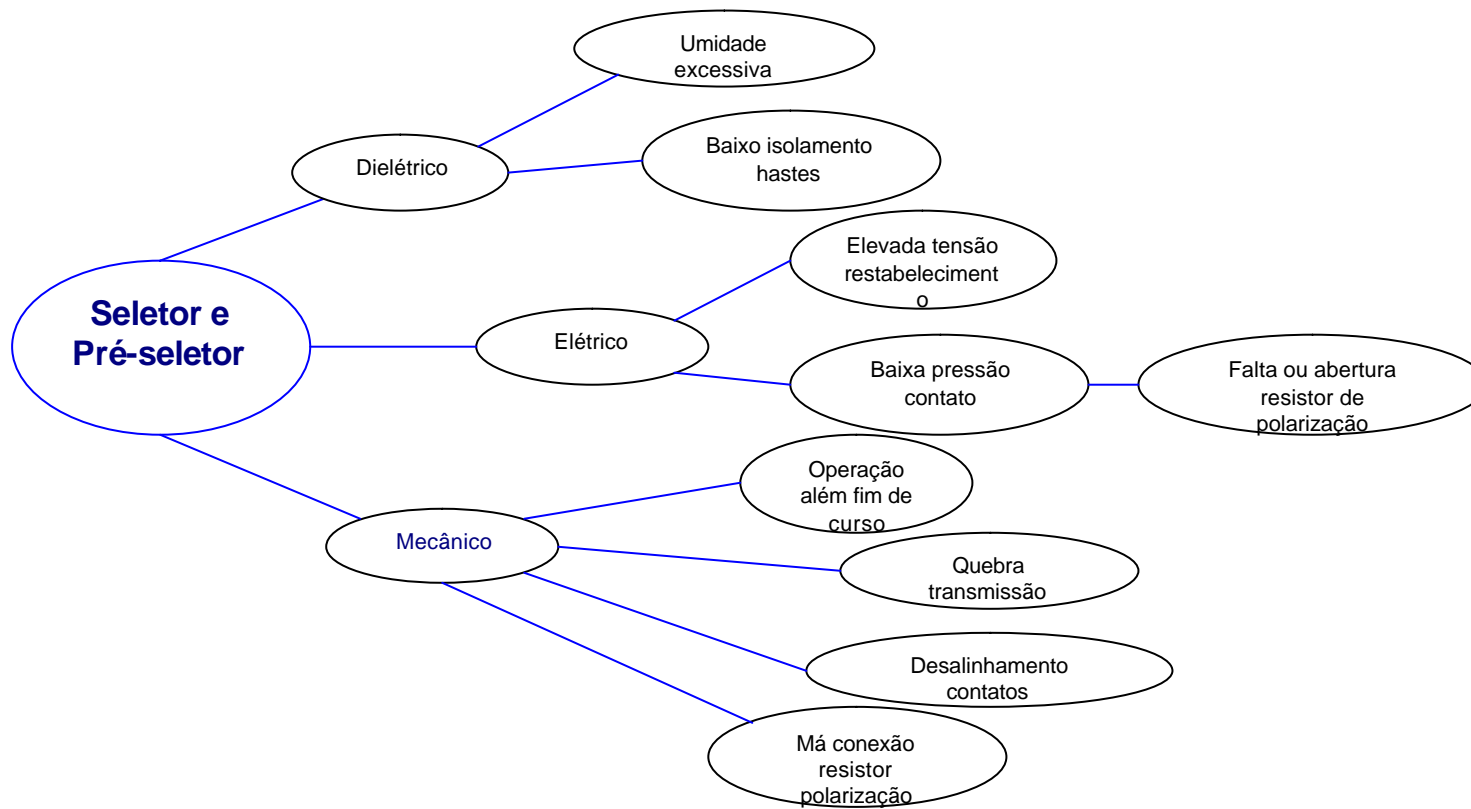 Umidade
excessiva
Dielétrico
Baixo isolamento
hastes
Seletor e
Pré-seletor
Elétrico
Elevada tensão
restabeleciment
o
Baixa pressão
contato
Falta ou abertura
resistor de
polarização
Mecânico
Operação
além fim de
curso
Quebra
transmissão
Desalinhamento
contatos
Má conexão
resistor
polarização